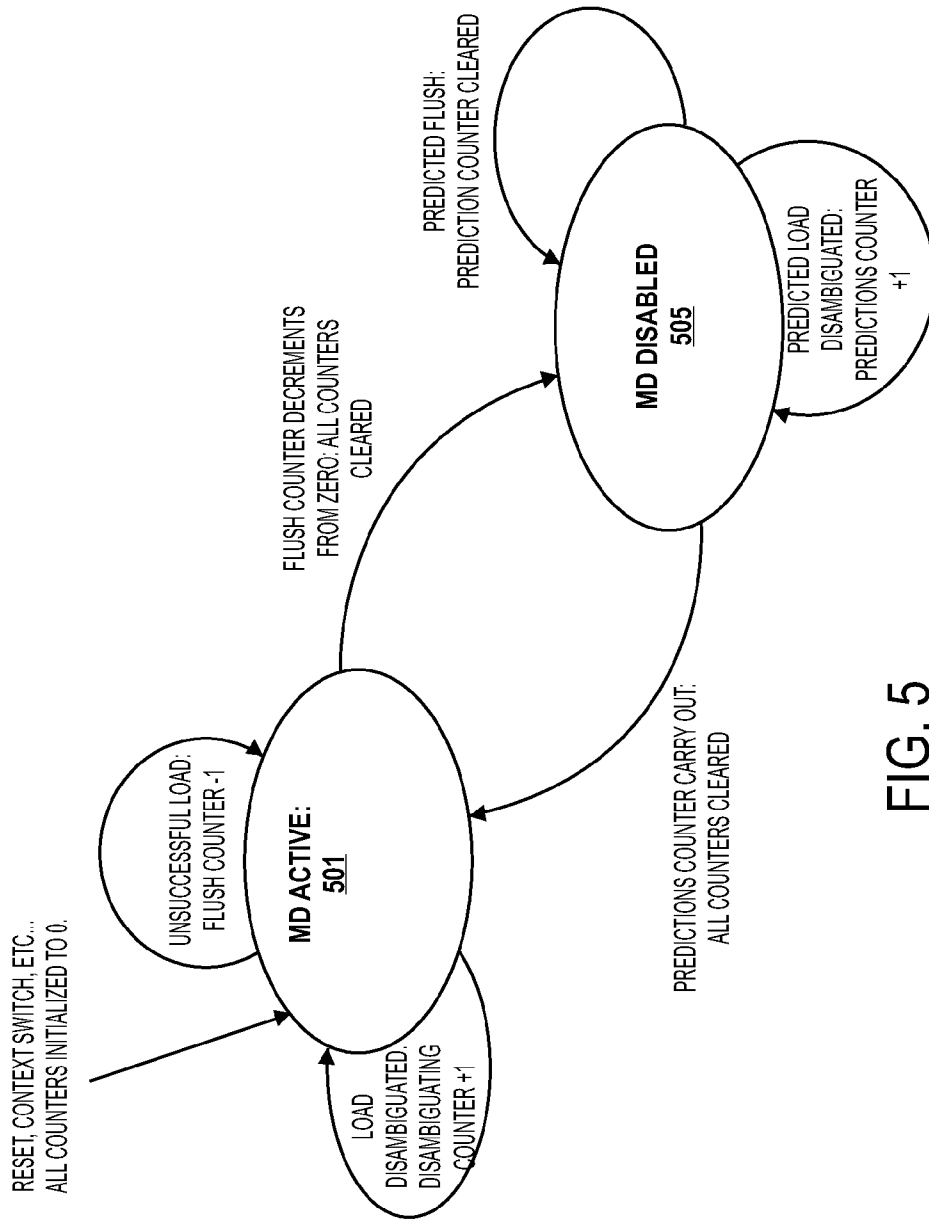 RESET, CONTEXT SWITCH, ETC...
ALL COUNTERS INITIALIZED TO 0.
UNSUCCESSFUL LOAD:
FLUSH COUNTER -1
MD ACTIVE:
501
LOAD
DISAMBIGUATED.
DISAMBIGUATING
COUNTER +1
FLUSH COUNTER DECREMENTS
FROM ZERO: ALL COUNTERS
CLEARED
PREDICTIONS COUNTER CARRY OUT:
ALL COUNTERS CLEARED
PREDICTED FLUSH:
PREDICTION COUNTER CLEARED
MD DISABLED
505
PREDICTED LOAD
DISAMBIGUATED:
PREDICTIONS COUNTER
+1
FIG. 5